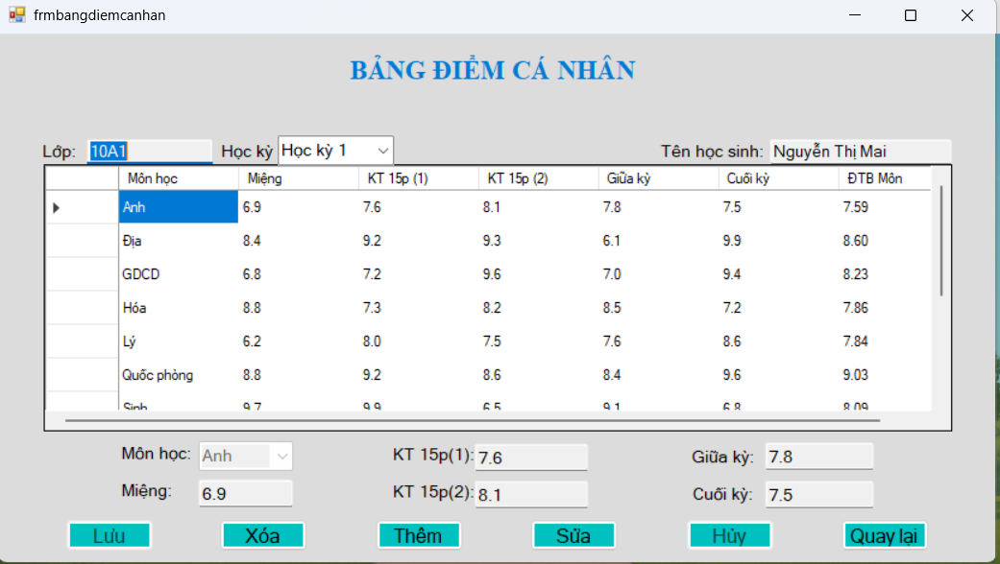 frmbangdiemcanhan
BẢNG ĐIỂM CÁ NHÂN
Lớp: 10A1 Học kỳ Học kỳ 1 Tên học sinh: Nguyễn Thị Mai
Môn học Miệng KT 15p (1) KT 15p (2) Giữa kỳ Cuối kỳ ĐTB Môn
Anh 6.9 7.6 8.1 7.8 7.5 7.59
Địa 8.4 9.2 9.3 6.1 9.9 8.60
GDCD 6.8 7.2 9.6 7.0 9.4 8.23
Hóa 8.8 7.3 8.2 8.5 7.2 7.86
Lý 6.2 8.0 7.5 7.6 8.6 7.84
Quốc phòng 8.8 9.2 8.6 8.4 9.6 9.03
Sinh 9.7 9.9 6.5 9.1 6.8 8.09
Môn học: Anh KT 15p(1): 7.6 Giữa kỳ: 7.8
Miệng: 6.9 KT 15p(2): 8.1 Cuối kỳ: 7.5
Lưu Xóa Thêm Sửa Hủy Quay lại